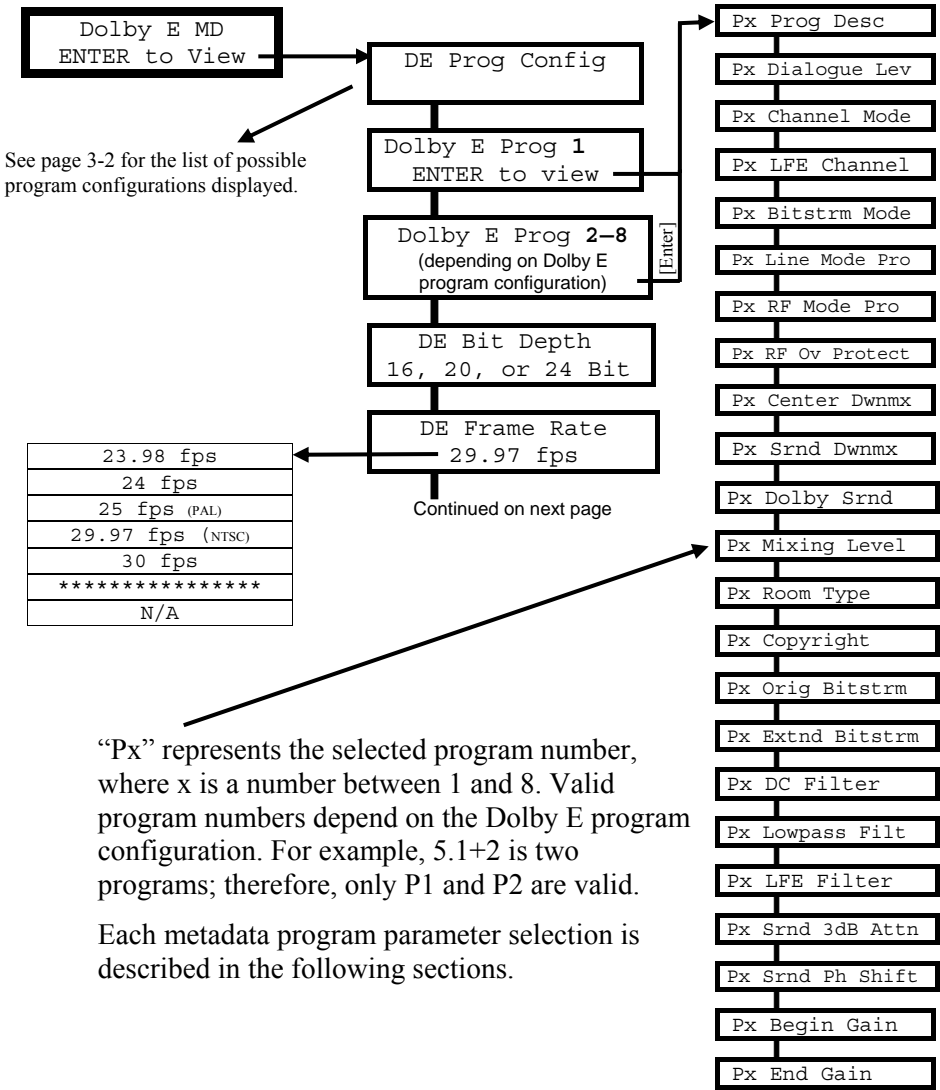 Dolby E MD
ENTER to View
DE Prog Config
See page 3-2 for the list of possible
program configurations displayed.
Dolby E Prog 1
ENTER to view
Dolby E Prog 2–8
(depending on Dolby E
program configuration)
[Enter]
DE Bit Depth
16, 20, or 24 Bit
DE Frame Rate
29.97 fps
Continued on next page
23.98 fps
24 fps
25 fps (PAL)
29.97 fps (NTSC)
30 fps
****************
N/A
“Px” represents the selected program number,
where x is a number between 1 and 8. Valid
program numbers depend on the Dolby E program
configuration. For example, 5.1+2 is two
programs; therefore, only P1 and P2 are valid.
Each metadata program parameter selection is
described in the following sections.
Px Prog Desc
Px Dialogue Lev
Px Channel Mode
Px LFE Channel
Px Bitstrm Mode
Px Line Mode Pro
Px RF Mode Pro
Px RF Ov Protect
Px Center Dwnmx
Px Srnd Dwnmx
Px Dolby Srnd
Px Mixing Level
Px Room Type
Px Copyright
Px Orig Bitstrm
Px Extnd Bitstrm
Px DC Filter
Px Lowpass Filt
Px LFE Filter
Px Srnd 3dB Attn
Px Srnd Ph Shift
Px Begin Gain
Px End Gain